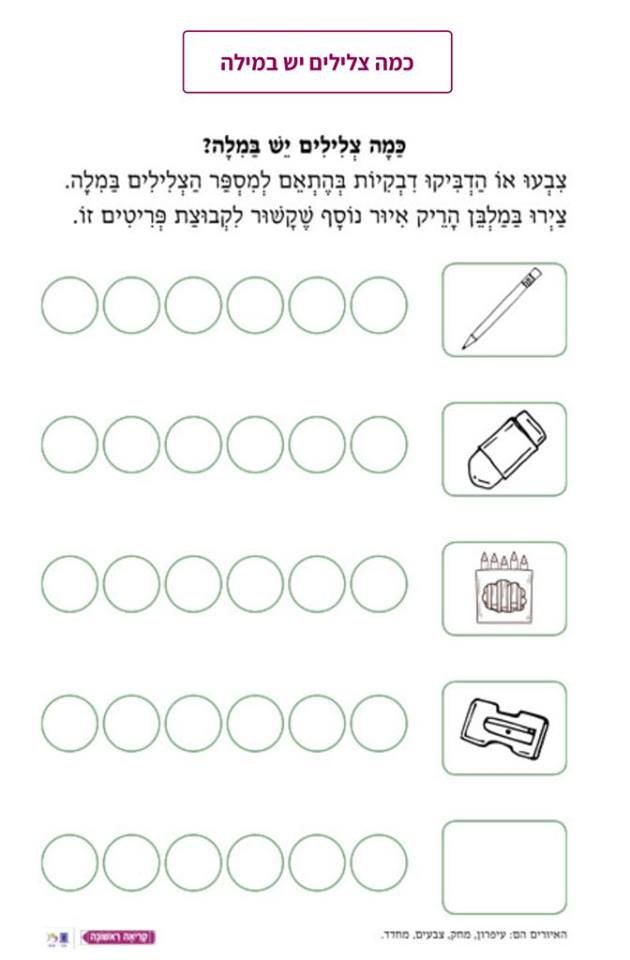 כמה צלילים יש במילה
כַּמָּה צְלִילִים יֵשׁ בַּמִּלָּה?
צִבְעוּ אוֹ הַדְבִּיקוּ דִּבְקִיּוֹת בְּהֶתְאֵם לְמִסְפַּר הַצְּלִילִים בַּמִּלָּה.
צַיְּרוּ בַּמַּלְבֵּן הָרֵיק אִיּוּר נוֹסָף שֶׁקָּשׁוּר לִקְבוּצַת פְּרִיטִים זוֹ.
האיורים הם: עיפרון, מחק, צבעים, מחדד.
קריאה ראשונה